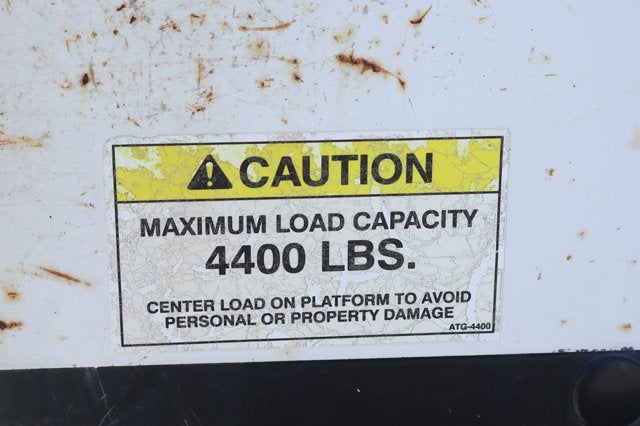 CAUTION
MAXIMUM LOAD CAPACITY
4400 LBS.
CENTER LOAD ON PLATFORM TO AVOID
PERSONAL OR PROPERTY DAMAGE
ATG-4400